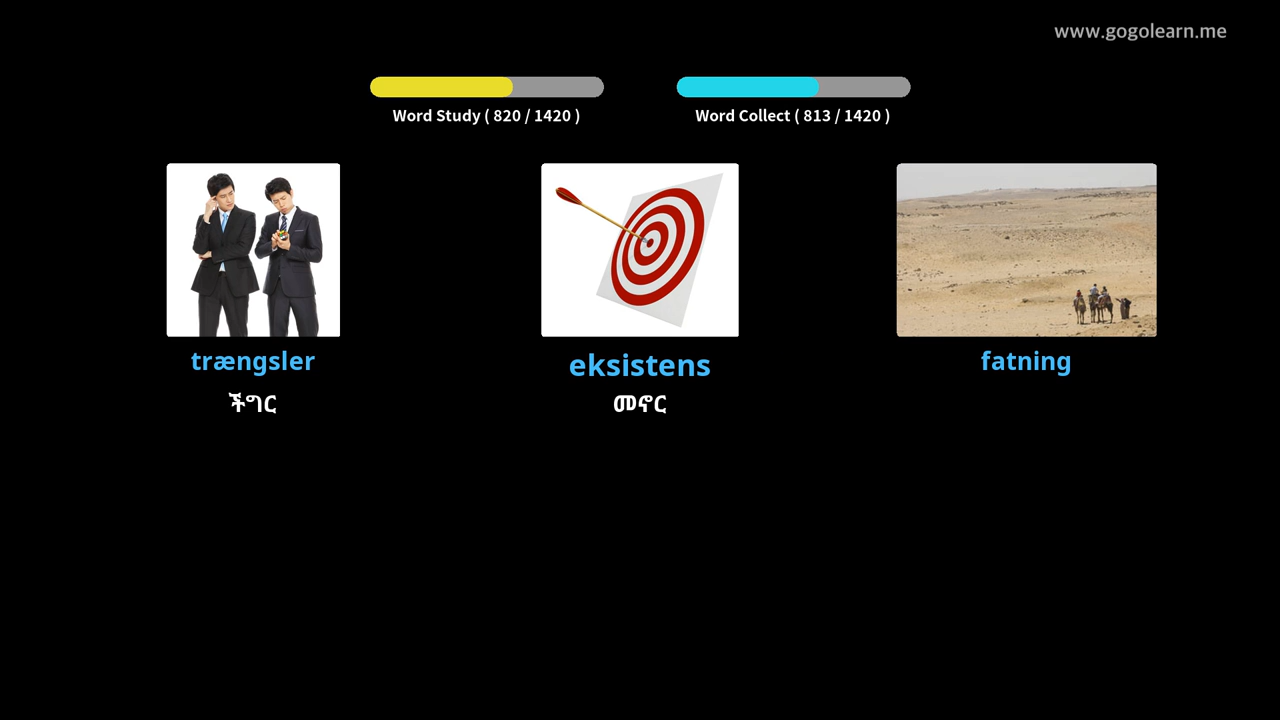 www.gogolearn.me
Word Study ( 820 / 1420 )
Word Collect ( 813 / 1420 )
trængsler
eksistens
fatning
ችግር
መኖር